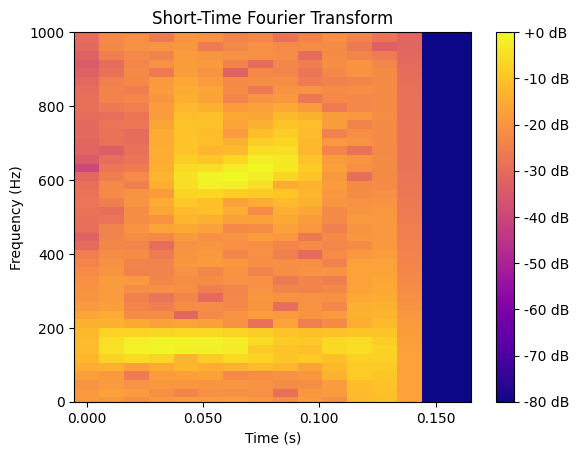 Short-Time Fourier Transform
Frequency (Hz)
1000
800
600
400
200
0
0.000 0.050 0.100 0.150
Time (s)
+0 dB
-10 dB
-20 dB
-30 dB
-40 dB
-50 dB
-60 dB
-70 dB
-80 dB